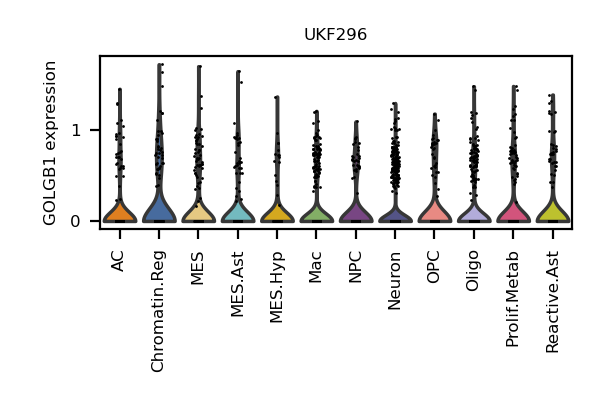 UKF296
GOLGB1 expression
1
0
AC
Chromatin.Reg
MES
MES.Ast
MES.Hyp
Mac
NPC
Neuron
OPC
Oligo
Prolif.Metab
Reactive.Ast